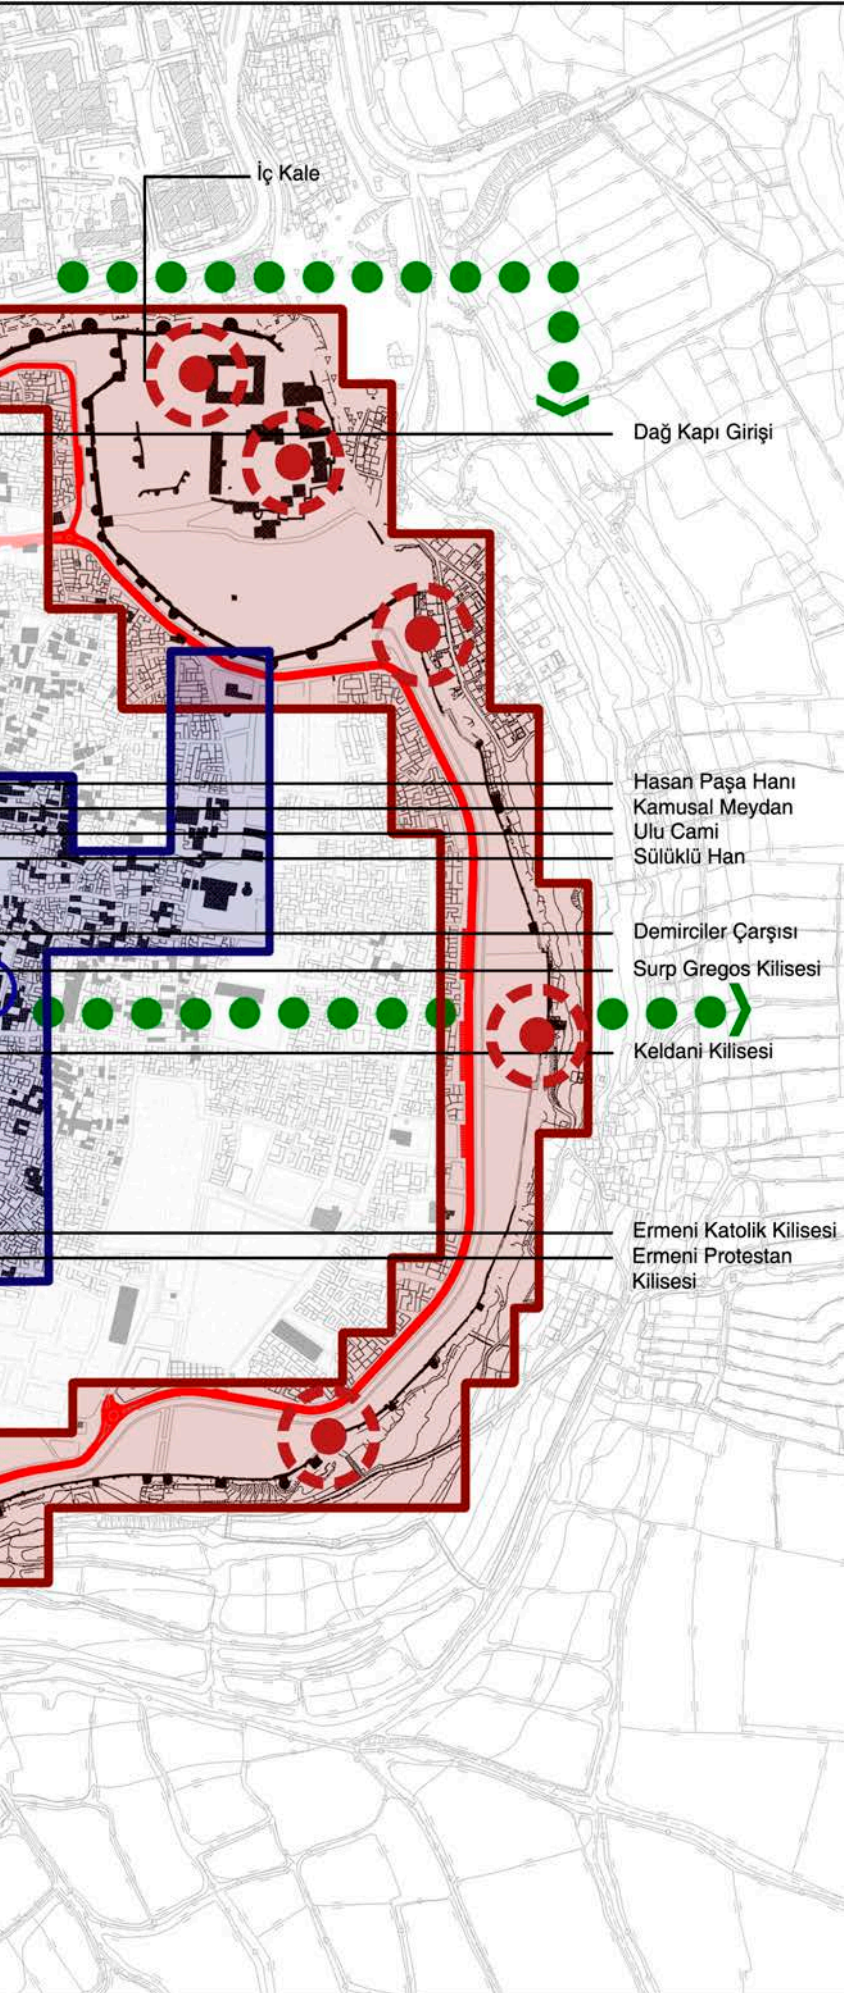 İç Kale
Dağ Kapı Girişi
Hasan Paşa Hanı
Kamusal Meydan
Ulu Cami
Sülüklü Han
Demirciler Çarşısı
Surp Gregos Kilisesi
Keldani Kilisesi
Ermeni Katolik Kilisesi
Ermeni Protestan
Kilisesi